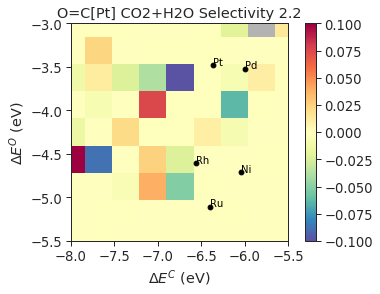 O=C[Pt] CO2+H2O Selectivity 2.2
−3.0
−3.5
−4.0
−4.5
−5.0
−5.5
ΔE^O (eV)
Pt
Pd
Rh
Ni
Ru
−8.0 −7.5 −7.0 −6.5 −6.0 −5.5
ΔE^C (eV)
0.100
0.075
0.050
0.025
0.000
−0.025
−0.050
−0.075
−0.100